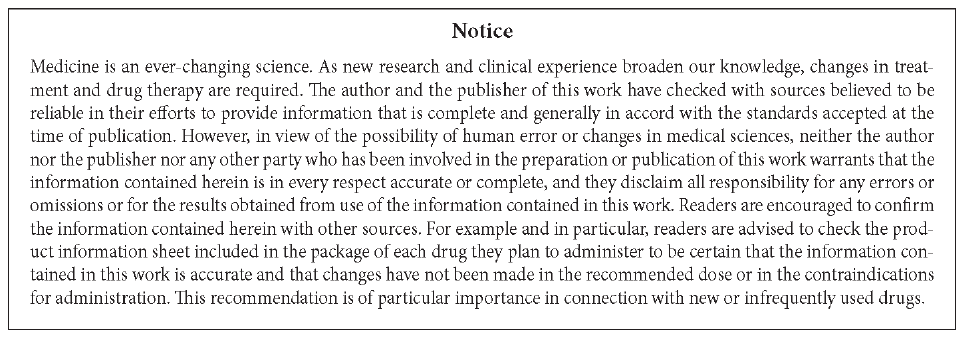 Notice
Medicine is an ever-changing science. As new research and clinical experience broaden our knowledge, changes in treat-
ment and drug therapy are required. The author and the publisher of this work have checked with sources believed to be
reliable in their efforts to provide information that is complete and generally in accord with the standards accepted at the
time of publication. However, in view of the possibility of human error or changes in medical sciences, neither the author
nor the publisher nor any other party who has been involved in the preparation or publication of this work warrants that the
information contained herein is in every respect accurate or complete, and they disclaim all responsibility for any errors or
omissions or for the results obtained from use of the information contained in this work. Readers are encouraged to confirm
the information contained herein with other sources. For example and in particular, readers are advised to check the prod-
uct information sheet included in the package of each drug they plan to administer to be certain that the information con-
tained in this work is accurate and that changes have not been made in the recommended dose or in the contraindications
for administration. This recommendation is of particular importance in connection with new or infrequently used drugs.